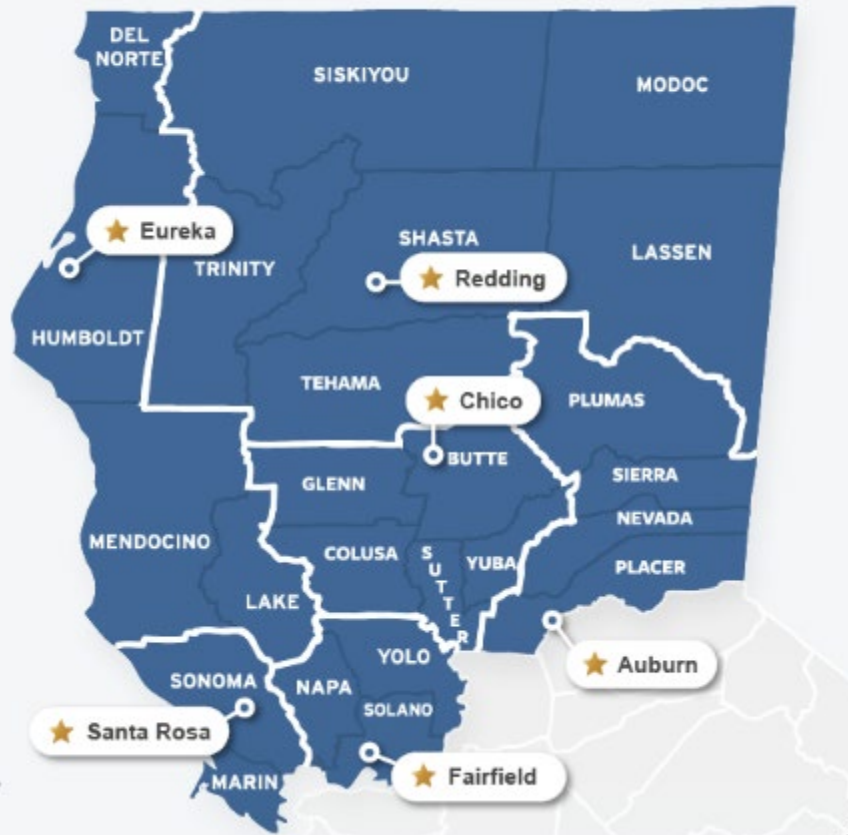 DEL
NORTE
SISKIYOU
MODOC
Eureka
TRINITY
SHASTA
LASSEN
Redding
HUMBOLDT
TEHAMA
Chico
PLUMAS
BUTTE
GLENN
SIERRA
NEVADA
MENDOCINO
COLUSA
SUTTER
YUBA
PLACER
LAKE
YOLO
Auburn
SONOMA
NAPA
SOLANO
Santa Rosa
MARIN
Fairfield